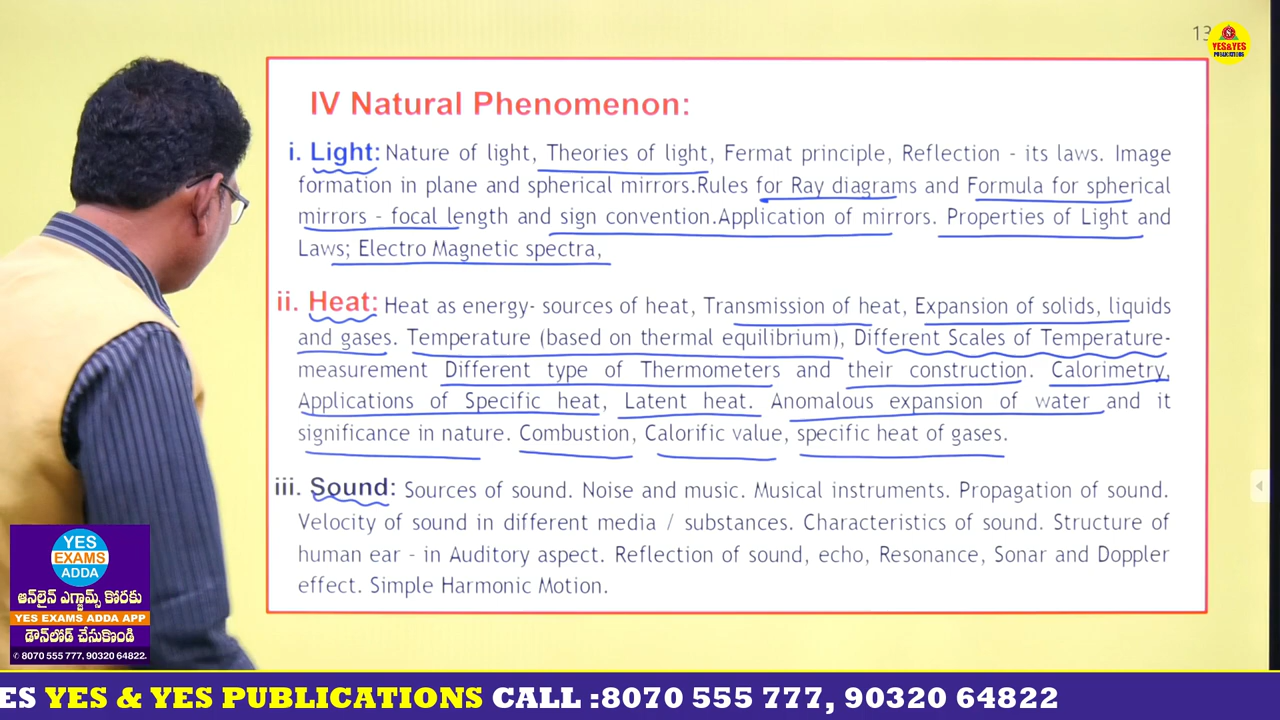 13
YES&YES
PUBLICATIONS
IV Natural Phenomenon:
i. Light: Nature of light, Theories of light, Fermat principle, Reflection - its laws. Image
formation in plane and spherical mirrors.Rules for Ray diagrams and Formula for spherical
mirrors - focal length and sign convention.Application of mirrors. Properties of Light and
Laws; Electro Magnetic spectra,
ii. Heat: Heat as energy- sources of heat, Transmission of heat, Expansion of solids, liquids
and gases. Temperature (based on thermal equilibrium), Different Scales of Temperature-
measurement Different type of Thermometers and their construction. Calorimetry,
Applications of Specific heat, Latent heat. Anomalous expansion of water and it
significance in nature. Combustion, Calorific value, specific heat of gases.
iii. Sound: Sources of sound. Noise and music. Musical instruments. Propagation of sound.
Velocity of sound in different media / substances. Characteristics of sound. Structure of
human ear - in Auditory aspect. Reflection of sound, echo, Resonance, Sonar and Doppler
effect. Simple Harmonic Motion.
YES
EXAMS
ADDA
ఆన్‌లైన్ ఎగ్జామ్స్ కొరకు
YES EXAMS ADDA APP
డౌన్‌లోడ్ చేసుకొండి
✆ 8070 555 777, 90320 64822.
ES YES & YES PUBLICATIONS CALL :8070 555 777, 90320 64822